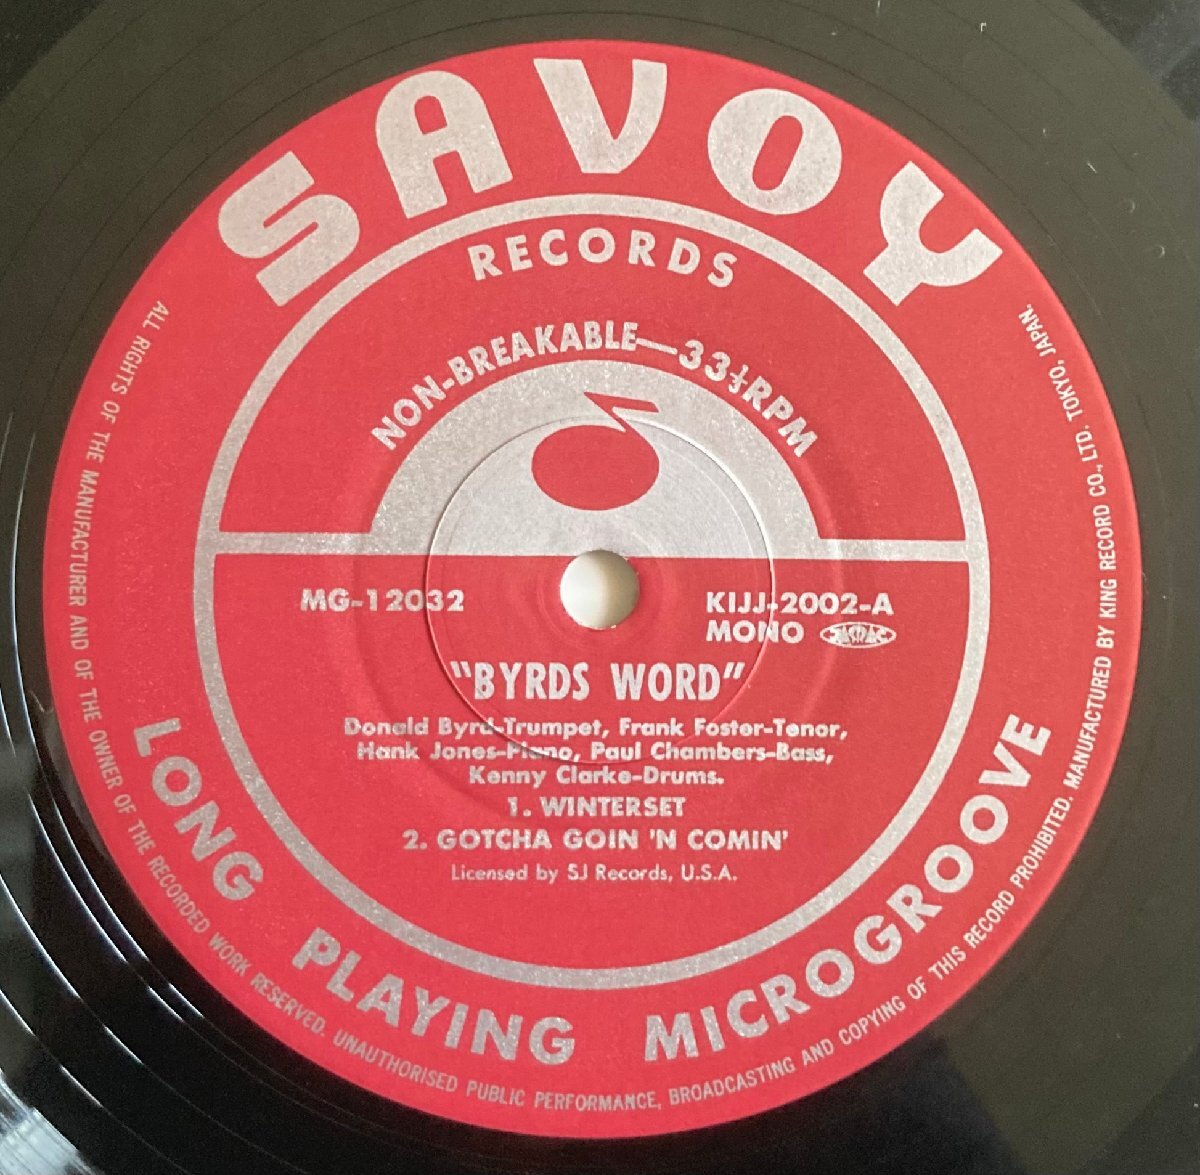 SAVOY
RECORDS
NON-BREAKABLE—33⅓RPM
MG-12032
KIJJ-2002-A
MONO
"BYRDS WORD"
Donald Byrd-Trumpet, Frank Foster-Tenor,
Hank Jones-Piano, Paul Chambers-Bass,
Kenny Clarke-Drums.
1. WINTERSET
2. GOTCHA GOIN 'N COMIN'
Licensed by SJ Records, U.S.A.
LONG PLAYING MICROGROOVE
ALL RIGHTS OF THE MANUFACTURER AND OF THE OWNER OF THE RECORDED WORK RESERVED. UNAUTHORISED PUBLIC PERFORMANCE, BROADCASTING AND COPYING OF THIS RECORD PROHIBITED. MANUFACTURED BY KING RECORD CO., LTD. TOKYO, JAPAN.